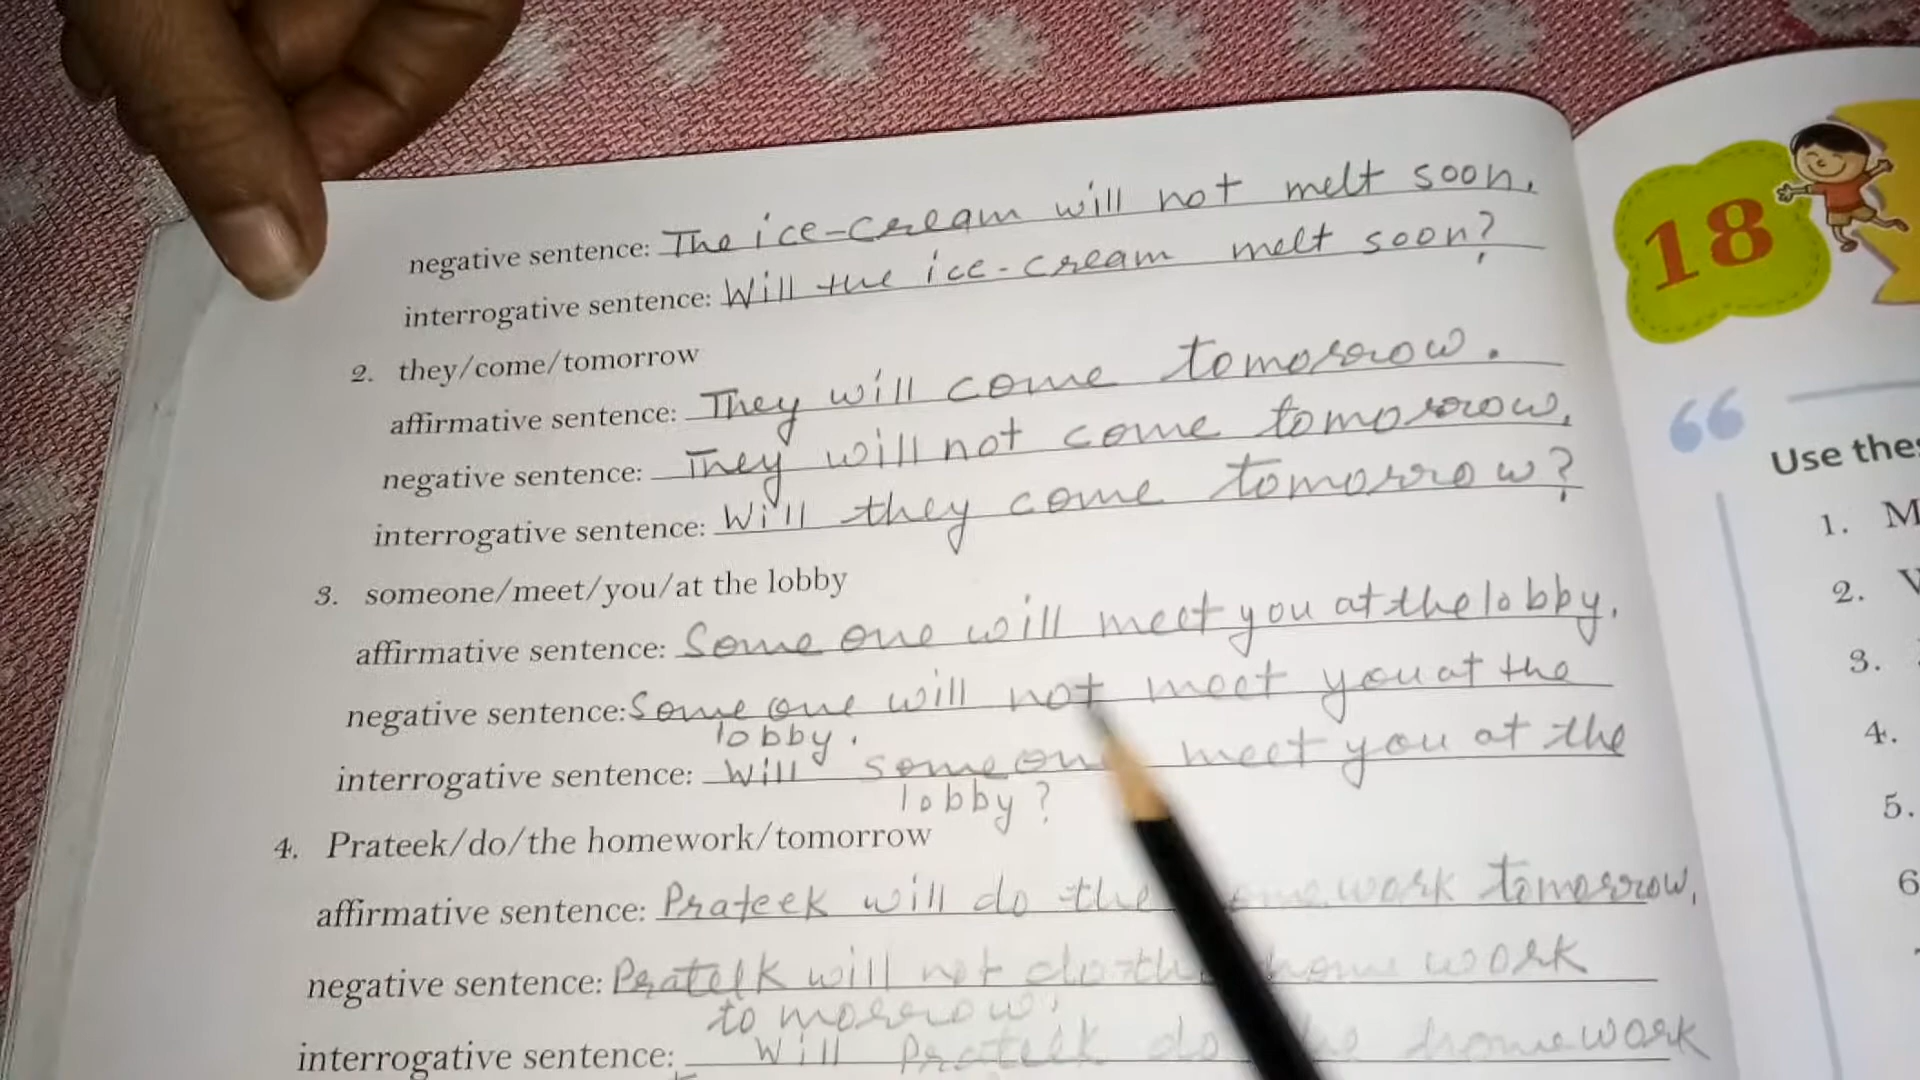 negative sentence: The ice-cream will not melt soon.
interrogative sentence: Will the ice-cream melt soon?
2. they/come/tomorrow
affirmative sentence: They will come tomorrow.
negative sentence: They will not come tomorrow.
interrogative sentence: Will they come tomorrow?
3. someone/meet/you/at the lobby
affirmative sentence: Some one will meet you at the lobby.
negative sentence: Some one will not meet you at the
lobby.
interrogative sentence: Will someone meet you at the
lobby?
4. Prateek/do/the homework/tomorrow
affirmative sentence: Prateek will do the homework tomorrow.
negative sentence: Prateek will not do the home work
tomorrow.
interrogative sentence: Will Prateek do the homework
18
“
Use
1. M
2.
3.
4.
5.
6